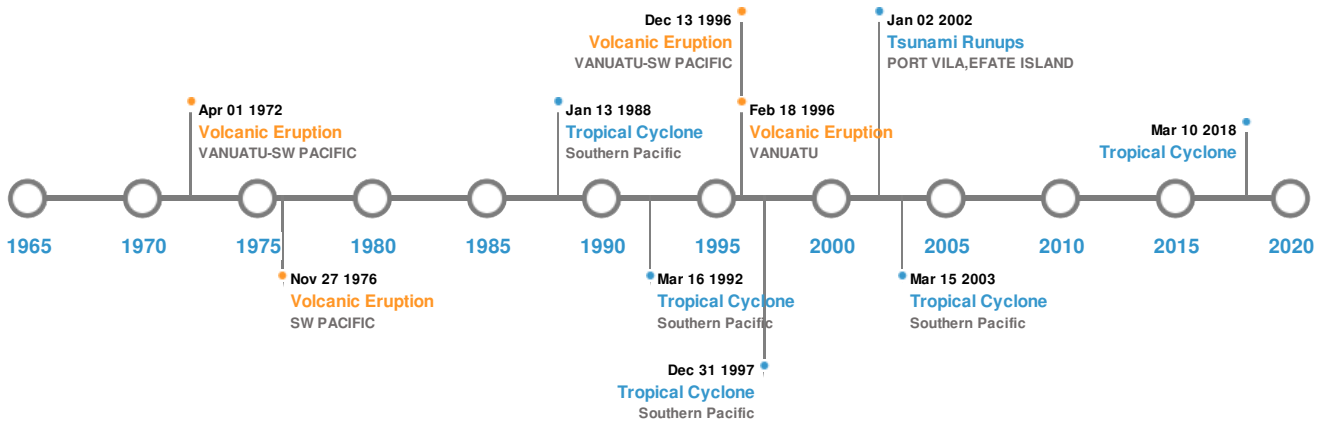 Dec 13 1996
Volcanic Eruption
VANUATU-SW PACIFIC
Jan 02 2002
Tsunami Runups
PORT VILA,EFATE ISLAND
Apr 01 1972
Volcanic Eruption
VANUATU-SW PACIFIC
Jan 13 1988
Tropical Cyclone
Southern Pacific
Feb 18 1996
Volcanic Eruption
VANUATU
Mar 10 2018
Tropical Cyclone
1965 1970 1975 1980 1985 1990 1995 2000 2005 2010 2015 2020
Nov 27 1976
Volcanic Eruption
SW PACIFIC
Mar 16 1992
Tropical Cyclone
Southern Pacific
Mar 15 2003
Tropical Cyclone
Southern Pacific
Dec 31 1997
Tropical Cyclone
Southern Pacific